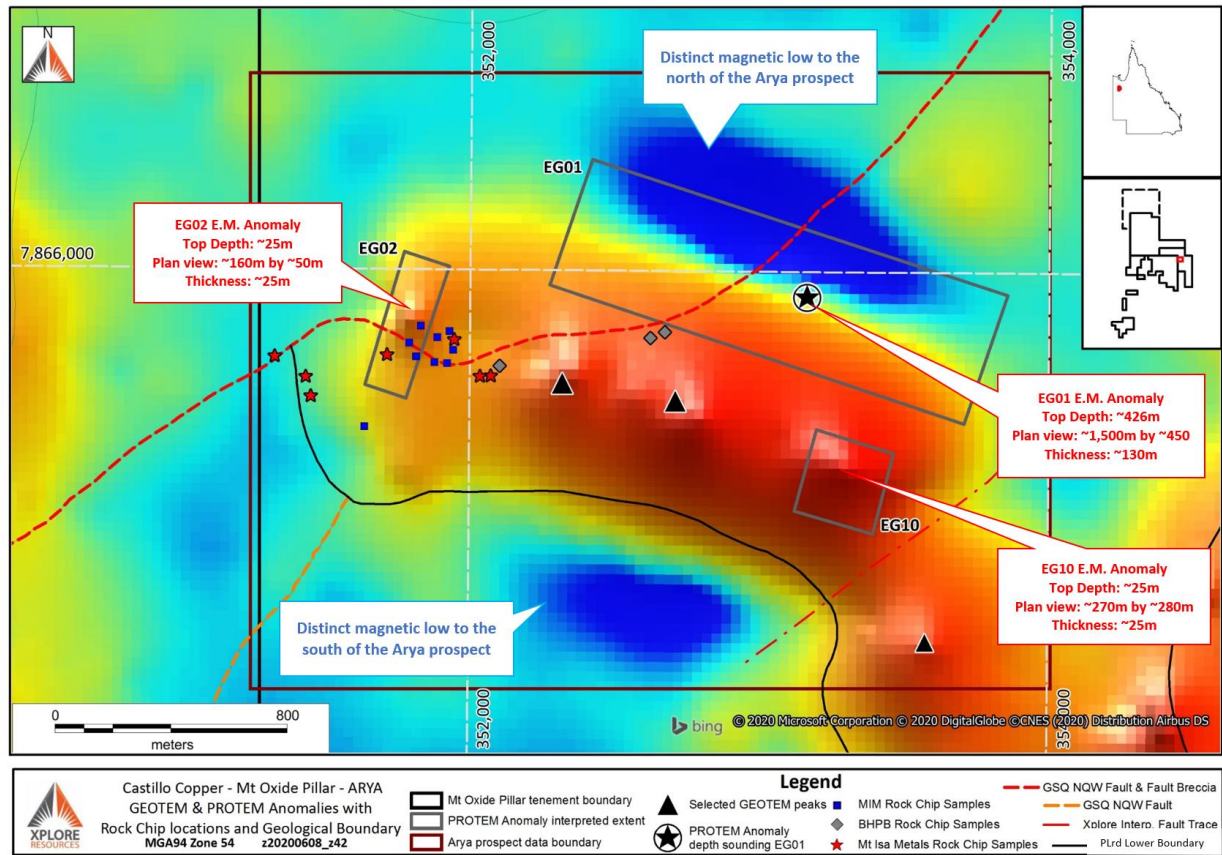 N
352,000
354,000
Distinct magnetic low to the
north of the Arya prospect
EG01
EG02 E.M. Anomaly
Top Depth: ~25m
Plan view: ~160m by ~50m
Thickness: ~25m
EG02
7,866,000
EG01 E.M. Anomaly
Top Depth: ~426m
Plan view: ~1,500m by ~450
Thickness: ~130m
EG10
EG10 E.M. Anomaly
Top Depth: ~25m
Plan view: ~270m by ~280m
Thickness: ~25m
Distinct magnetic low to the
south of the Arya prospect
0 800
meters
352,000
354,000
bing © 2020 Microsoft Corporation © 2020 DigitalGlobe ©CNES (2020) Distribution Airbus DS
XPLORE
RESOURCES
Castillo Copper - Mt Oxide Pillar - ARYA
GEOTEM & PROTEM Anomalies with
Rock Chip locations and Geological Boundary
MGA94 Zone 54 z20200608_z42
Legend
Mt Oxide Pillar tenement boundary
PROTEM Anomaly interpreted extent
Arya prospect data boundary
Selected GEOTEM peaks
PROTEM Anomaly
depth sounding EG01
MIM Rock Chip Samples
BHPB Rock Chip Samples
Mt Isa Metals Rock Chip Samples
GSQ NQW Fault & Fault Breccia
GSQ NQW Fault
Xplore Interp. Fault Trace
PLrd Lower Boundary